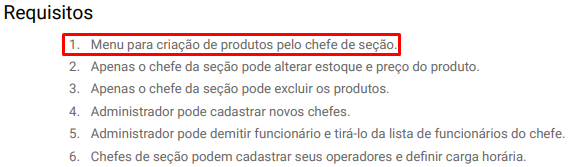 Requisitos
1. Menu para criação de produtos pelo chefe de seção.
2. Apenas o chefe da seção pode alterar estoque e preço do produto.
3. Apenas o chefe da seção pode excluir os produtos.
4. Administrador pode cadastrar novos chefes.
5. Administrador pode demitir funcionário e tirá-lo da lista de funcionários do chefe.
6. Chefes de seção podem cadastrar seus operadores e definir carga horária.